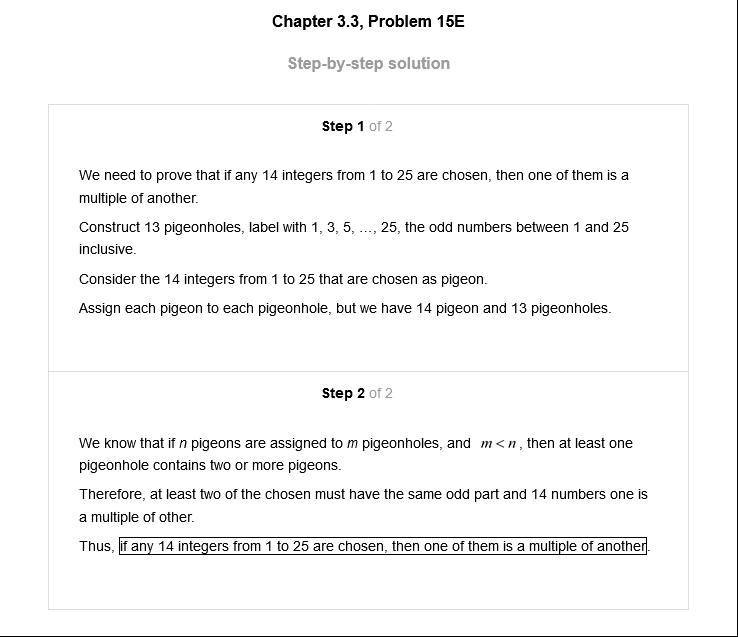 Chapter 3.3, Problem 15E
Step-by-step solution
Step 1 of 2
We need to prove that if any 14 integers from 1 to 25 are chosen, then one of them is a
multiple of another.
Construct 13 pigeonholes, label with 1, 3, 5, ..., 25, the odd numbers between 1 and 25
inclusive.
Consider the 14 integers from 1 to 25 that are chosen as pigeon.
Assign each pigeon to each pigeonhole, but we have 14 pigeon and 13 pigeonholes.
Step 2 of 2
We know that if n pigeons are assigned to m pigeonholes, and m < n, then at least one
pigeonhole contains two or more pigeons.
Therefore, at least two of the chosen must have the same odd part and 14 numbers one is
a multiple of other.
Thus, if any 14 integers from 1 to 25 are chosen, then one of them is a multiple of another.